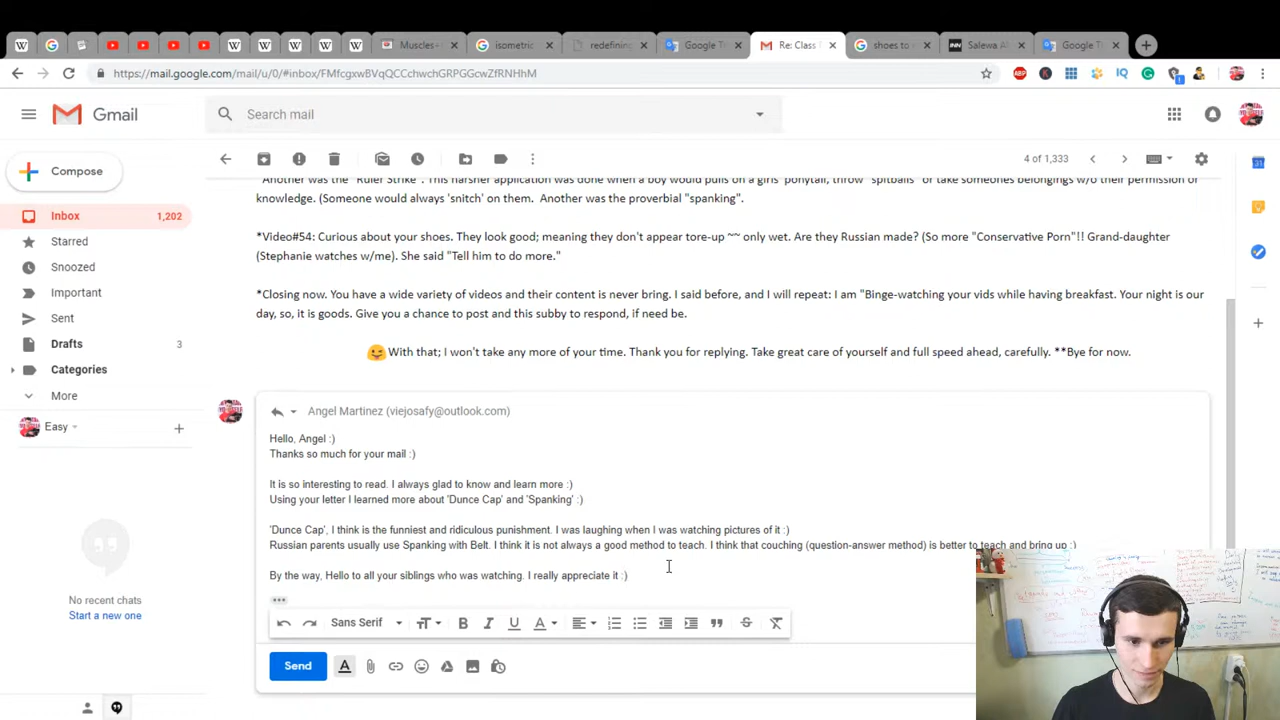 Muscles+
isometric
redefining
Google T
Re: Class
shoes to
Salewa A
Google T
https://mail.google.com/mail/u/0/#inbox/FMfcgxwBVqQCCchwchGRPGGcwZfRNHhM
Gmail
Search mail
4 of 1,333
Compose
Inbox 1,202
Starred
Snoozed
Important
Sent
Drafts 3
Categories
More
Easy
No recent chats
Start a new one
"Another was the "Ruler Strike". This harsher application was done when a boy would pulls on a girls' ponytail, throw "spitballs" or take someones belongings w/o their permission or
knowledge. (Someone would always 'snitch' on them. Another was the proverbial "spanking".
*Video#54: Curious about your shoes. They look good; meaning they don't appear tore-up ~~ only wet. Are they Russian made? (So more "Conservative Porn"!! Grand-daughter
(Stephanie watches w/me). She said "Tell him to do more."
*Closing now. You have a wide variety of videos and their content is never bring. I said before, and I will repeat: I am "Binge-watching your vids while having breakfast. Your night is our
day, so, it is goods. Give you a chance to post and this subby to respond, if need be.
With that; I won't take any more of your time. Thank you for replying. Take great care of yourself and full speed ahead, carefully. **Bye for now.
Angel Martinez (viejosafy@outlook.com)
Hello, Angel :)
Thanks so much for your mail :)
It is so interesting to read. I always glad to know and learn more :)
Using your letter I learned more about 'Dunce Cap' and 'Spanking' :)
'Dunce Cap', I think is the funniest and ridiculous punishment. I was laughing when I was watching pictures of it :)
Russian parents usually use Spanking with Belt. I think it is not always a good method to teach. I think that couching (question-answer method) is better to teach and bring up :)
By the way, Hello to all your siblings who was watching. I really appreciate it :)
Sans Serif
Send